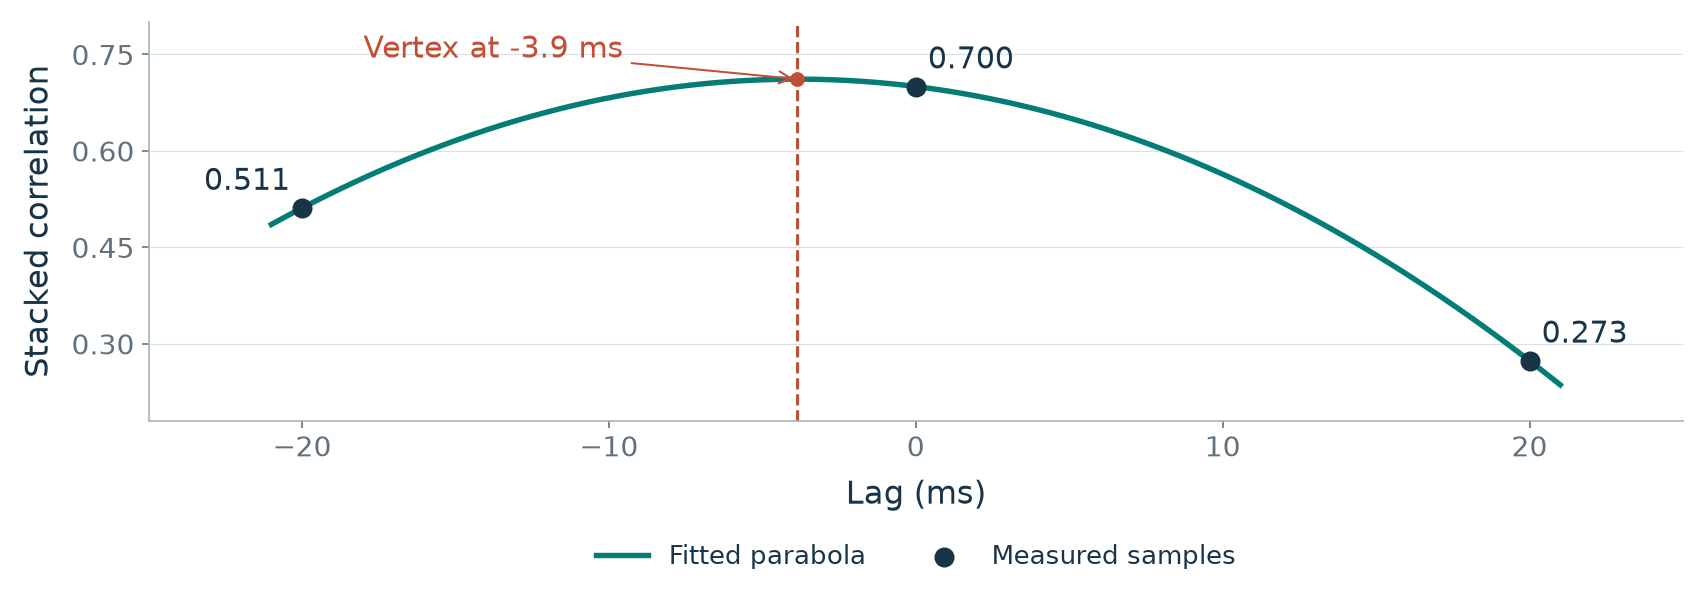 Vertex at -3.9 ms
0.700
0.511
0.273
Stacked correlation
0.75
0.60
0.45
0.30
−20
−10
0
10
20
Lag (ms)
Fitted parabola
Measured samples